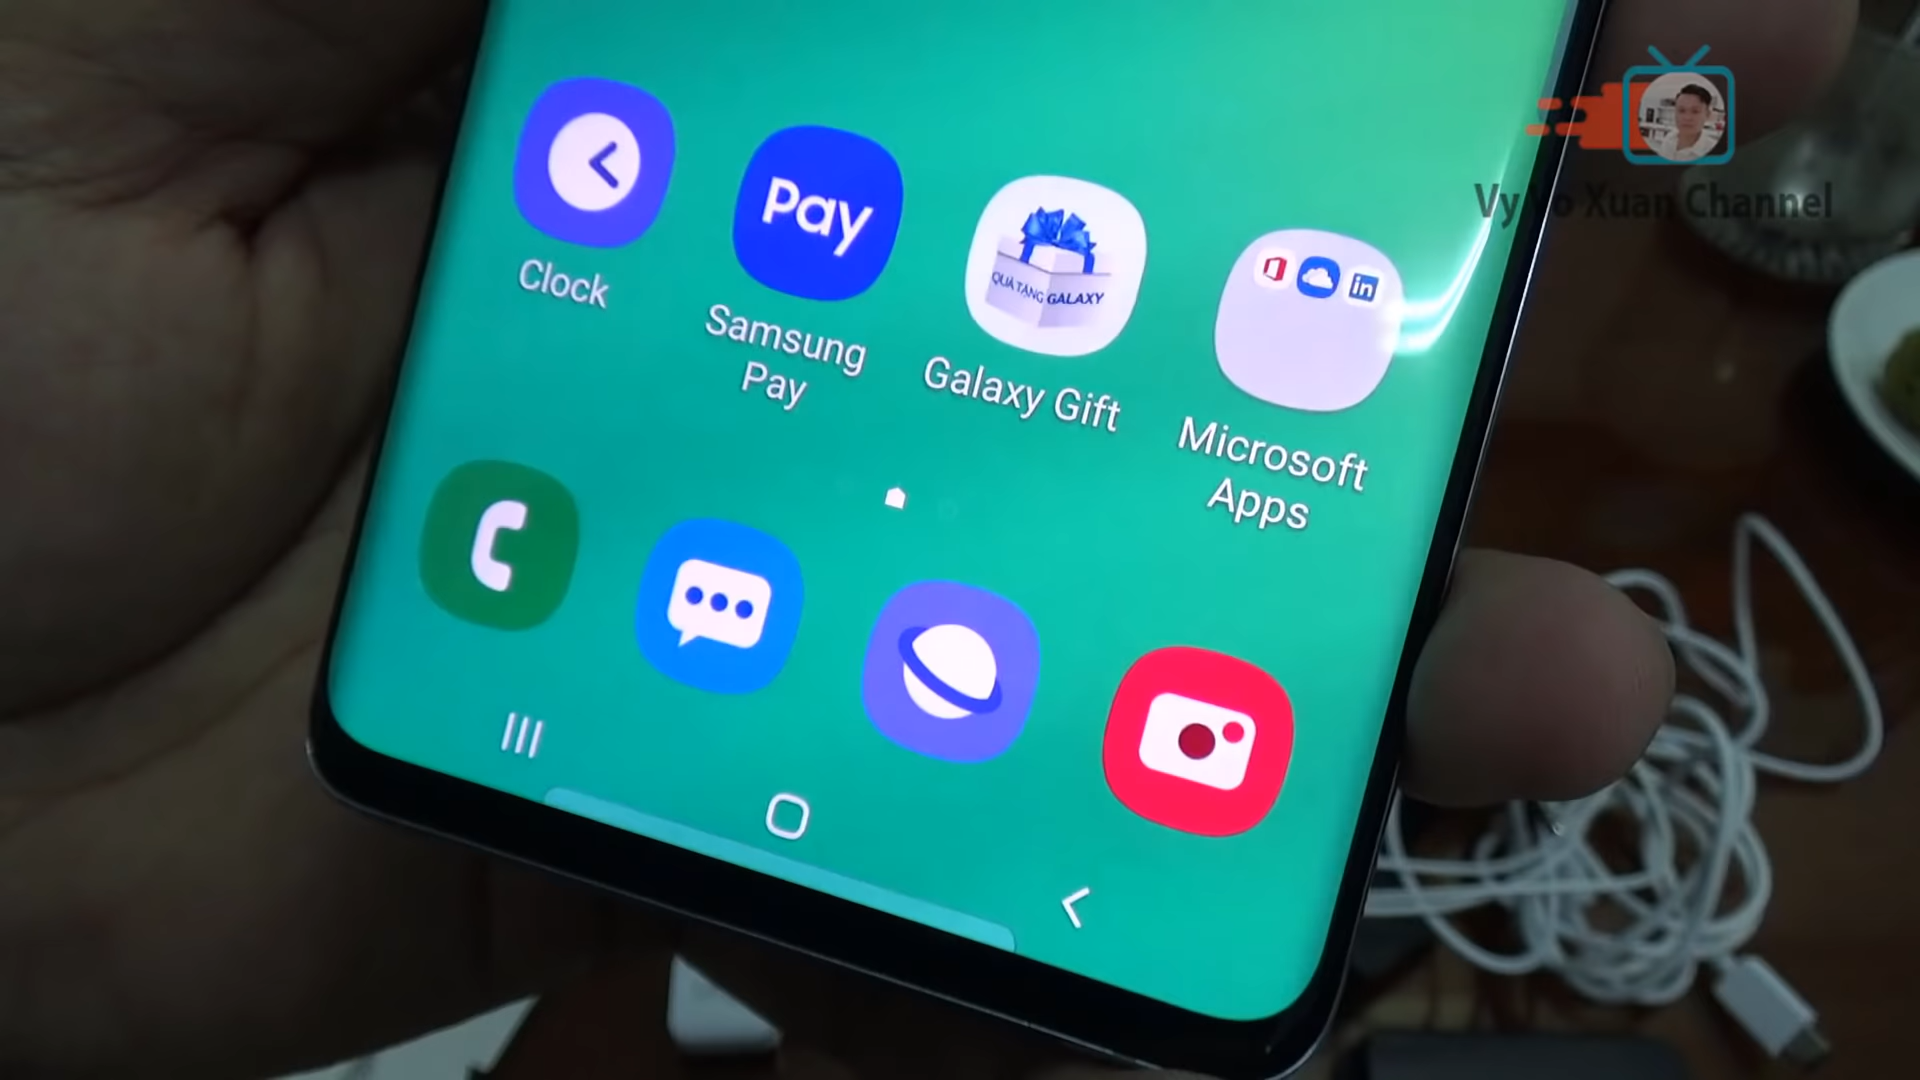 Vy Vo Xuan Channel
Clock
Pay
Samsung
Pay
QUÀ TẶNG GALAXY
Galaxy Gift
in
Microsoft
Apps